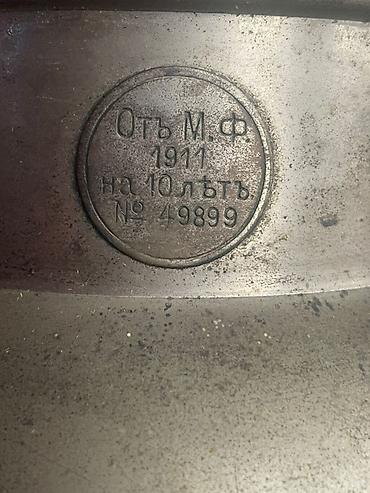 Отъ М. Ф.
1911
на 10 лѣтъ
№ 49899